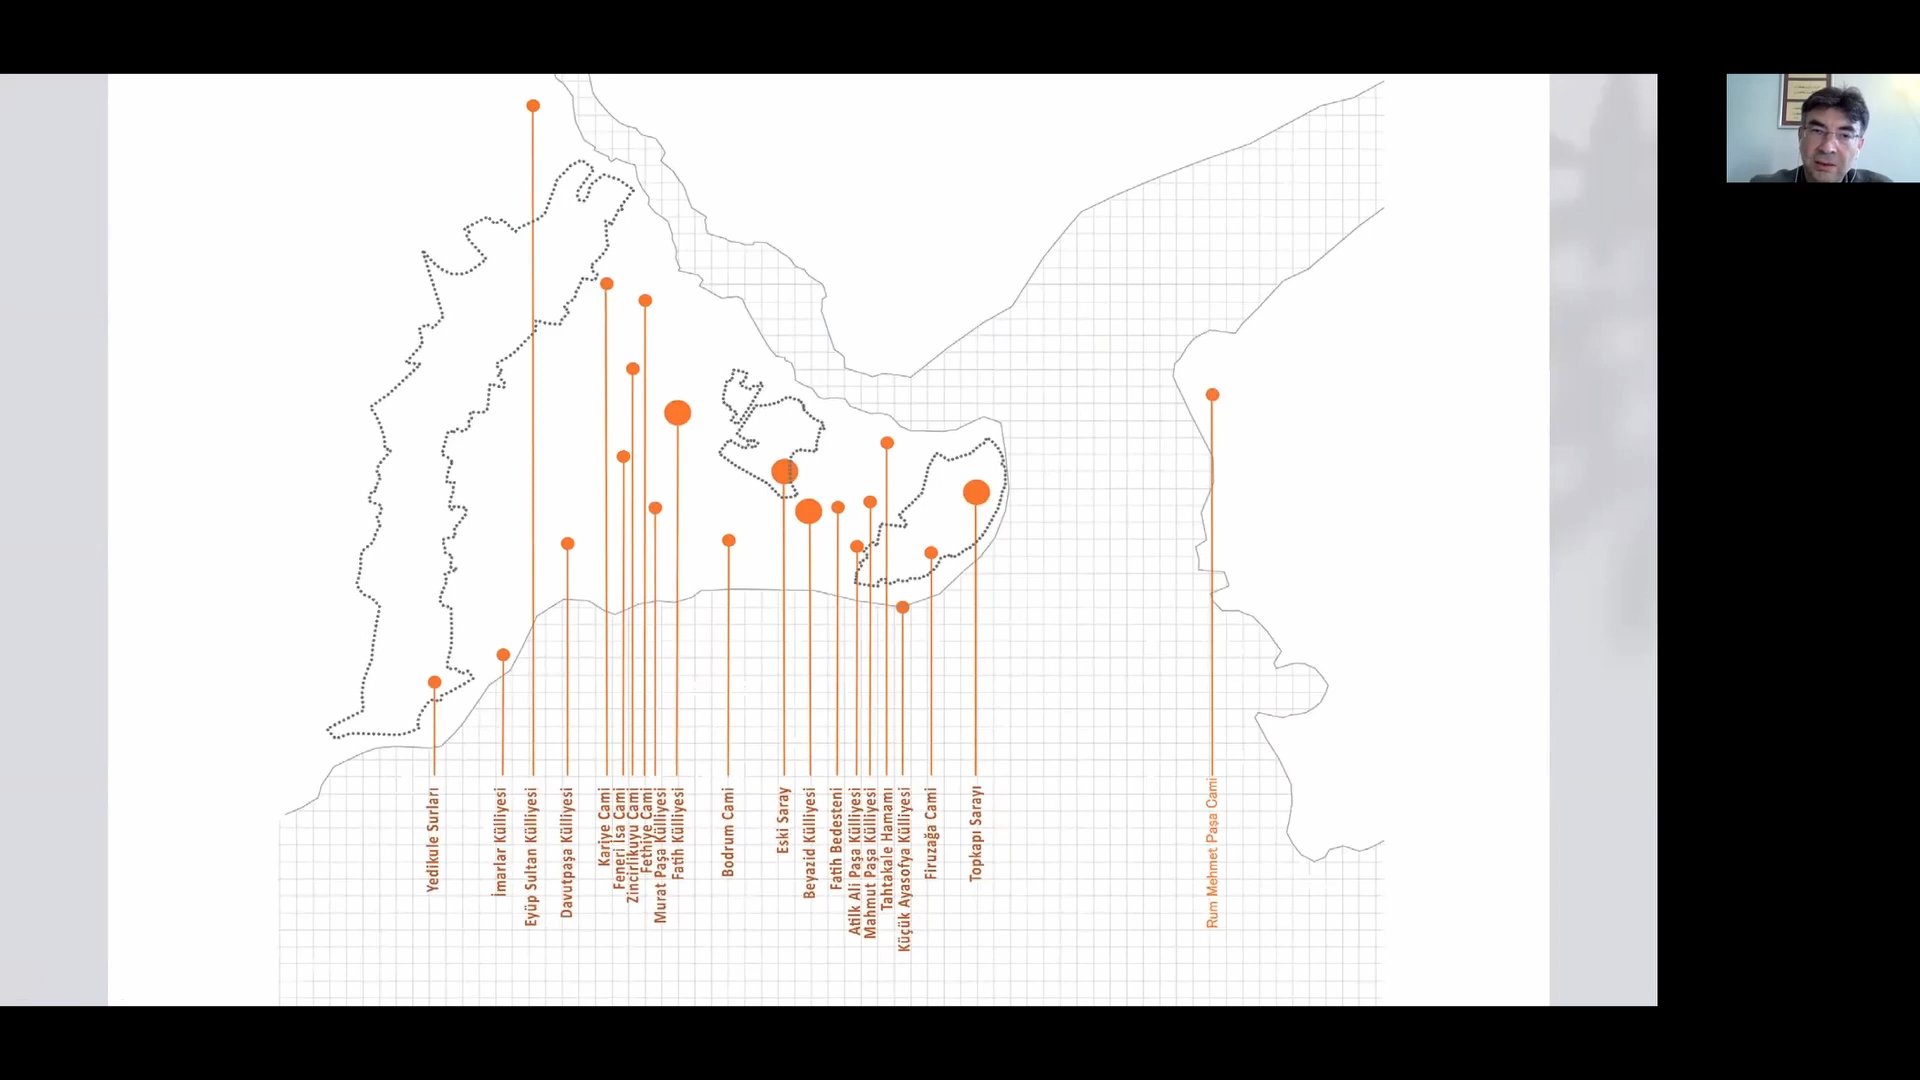 Yedikule Surları
İmarlar Külliyesi
Eyüp Sultan Külliyesi
Davutpaşa Külliyesi
Kariye Cami
Feneri İsa Cami
Zincirlikuyu Cami
Fethiye Cami
Murat Paşa Külliyesi
Fatih Külliyesi
Bodrum Cami
Eski Saray
Beyazid Külliyesi
Fatih Bedesteni
Atik Ali Paşa Külliyesi
Mahmut Paşa Külliyesi
Tahtakale Hamamı
Küçük Ayasofya Külliyesi
Firuzağa Cami
Topkapı Sarayı
Rum Mehmet Paşa Cami